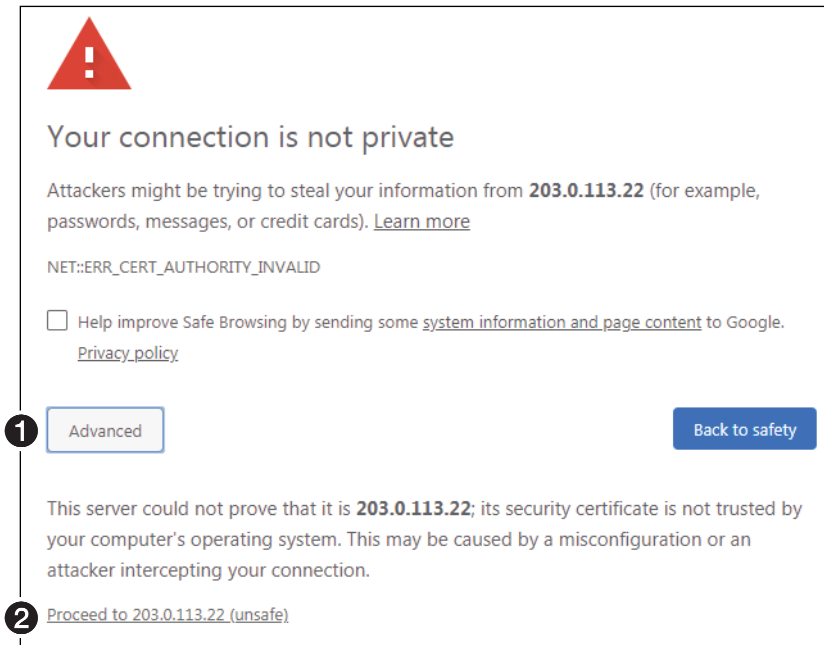 !
Your connection is not private
Attackers might be trying to steal your information from 203.0.113.22 (for example,
passwords, messages, or credit cards). Learn more
NET::ERR_CERT_AUTHORITY_INVALID
Help improve Safe Browsing by sending some system information and page content to Google.
Privacy policy
1 Advanced Back to safety
This server could not prove that it is 203.0.113.22; its security certificate is not trusted by
your computer's operating system. This may be caused by a misconfiguration or an
attacker intercepting your connection.
2 Proceed to 203.0.113.22 (unsafe)